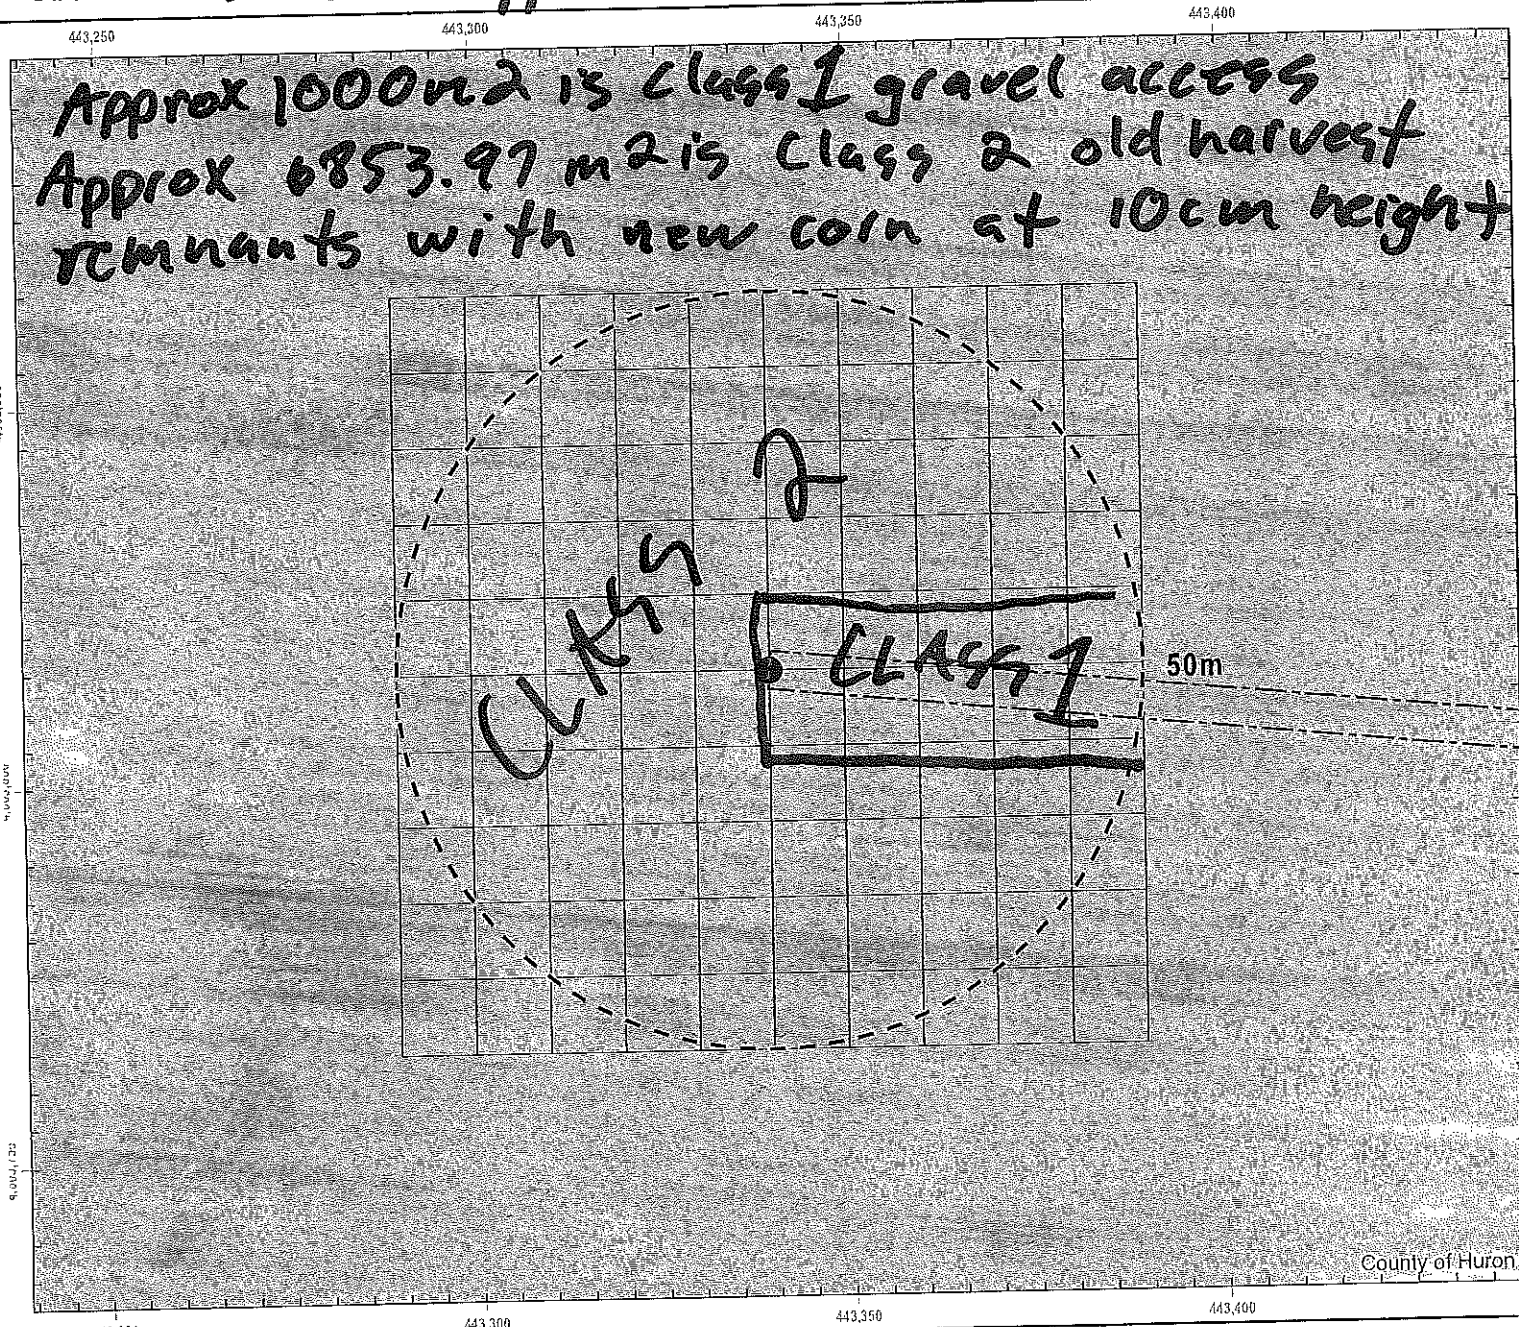 443,250 443,300 443,350 443,400
Approx 1000m2 is Class 1 gravel access
Approx 6853.97 m2 is Class 2 old harvest
remnants with new corn at 10cm height
2
Class
CLASS 1
50m
County of Huron
443,300 443,350 443,400